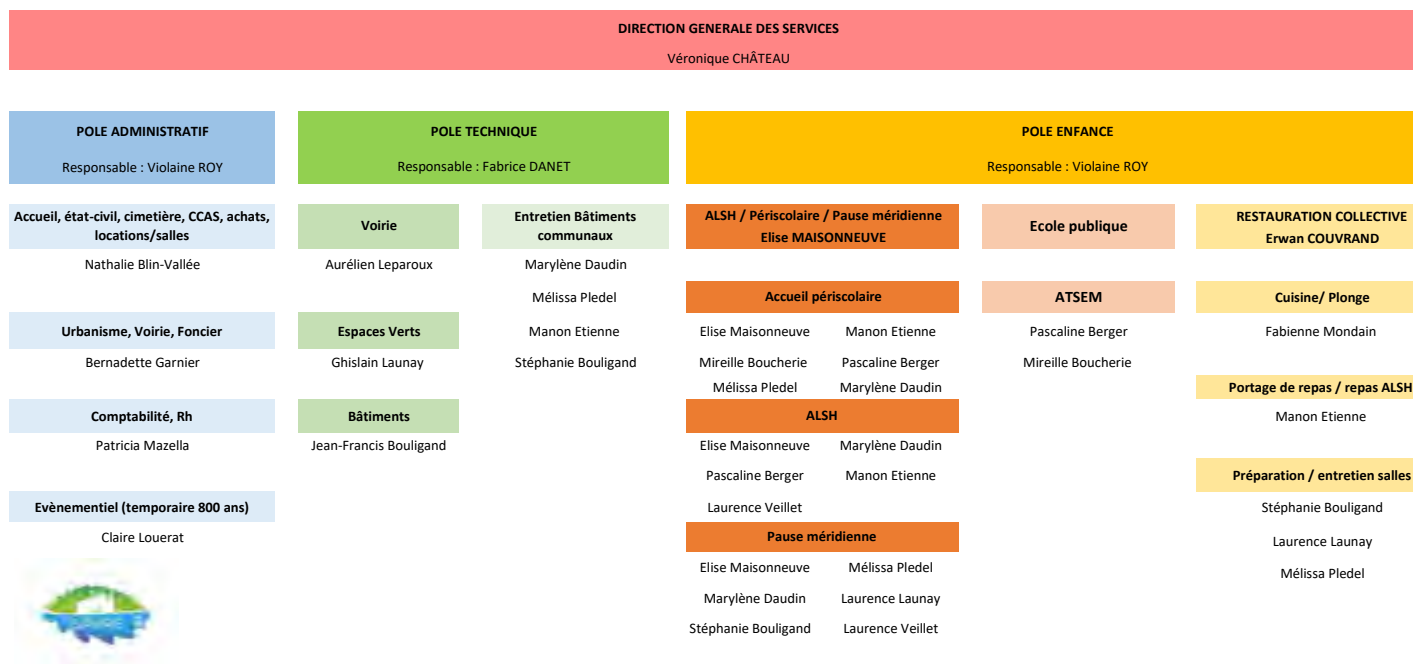 DIRECTION GENERALE DES SERVICES
Véronique CHÂTEAU
POLE ADMINISTRATIF
Responsable : Violaine ROY
Accueil, état-civil, cimetière, CCAS, achats,
locations/salles
Nathalie Blin-Vallée
Urbanisme, Voirie, Foncier
Bernadette Garnier
Comptabilité, Rh
Patricia Mazella
Evènementiel (temporaire 800 ans)
Claire Louerat
POLE TECHNIQUE
Responsable : Fabrice DANET
Voirie
Aurélien Leparoux
Espaces Verts
Ghislain Launay
Bâtiments
Jean-Francis Bouligand
Entretien Bâtiments
communaux
Marylène Daudin
Mélissa Pledel
Manon Etienne
Stéphanie Bouligand
POLE ENFANCE
Responsable : Violaine ROY
ALSH / Périscolaire / Pause méridienne
Elise MAISONNEUVE
Accueil périscolaire
Elise Maisonneuve Manon Etienne
Mireille Boucherie Pascaline Berger
Mélissa Pledel Marylène Daudin
ALSH
Elise Maisonneuve Marylène Daudin
Pascaline Berger Manon Etienne
Laurence Veillet
Pause méridienne
Elise Maisonneuve Mélissa Pledel
Marylène Daudin Laurence Launay
Stéphanie Bouligand Laurence Veillet
Ecole publique
ATSEM
Pascaline Berger
Mireille Boucherie
RESTAURATION COLLECTIVE
Erwan COUVRAND
Cuisine/ Plonge
Fabienne Mondain
Portage de repas / repas ALSH
Manon Etienne
Préparation / entretien salles
Stéphanie Bouligand
Laurence Launay
Mélissa Pledel